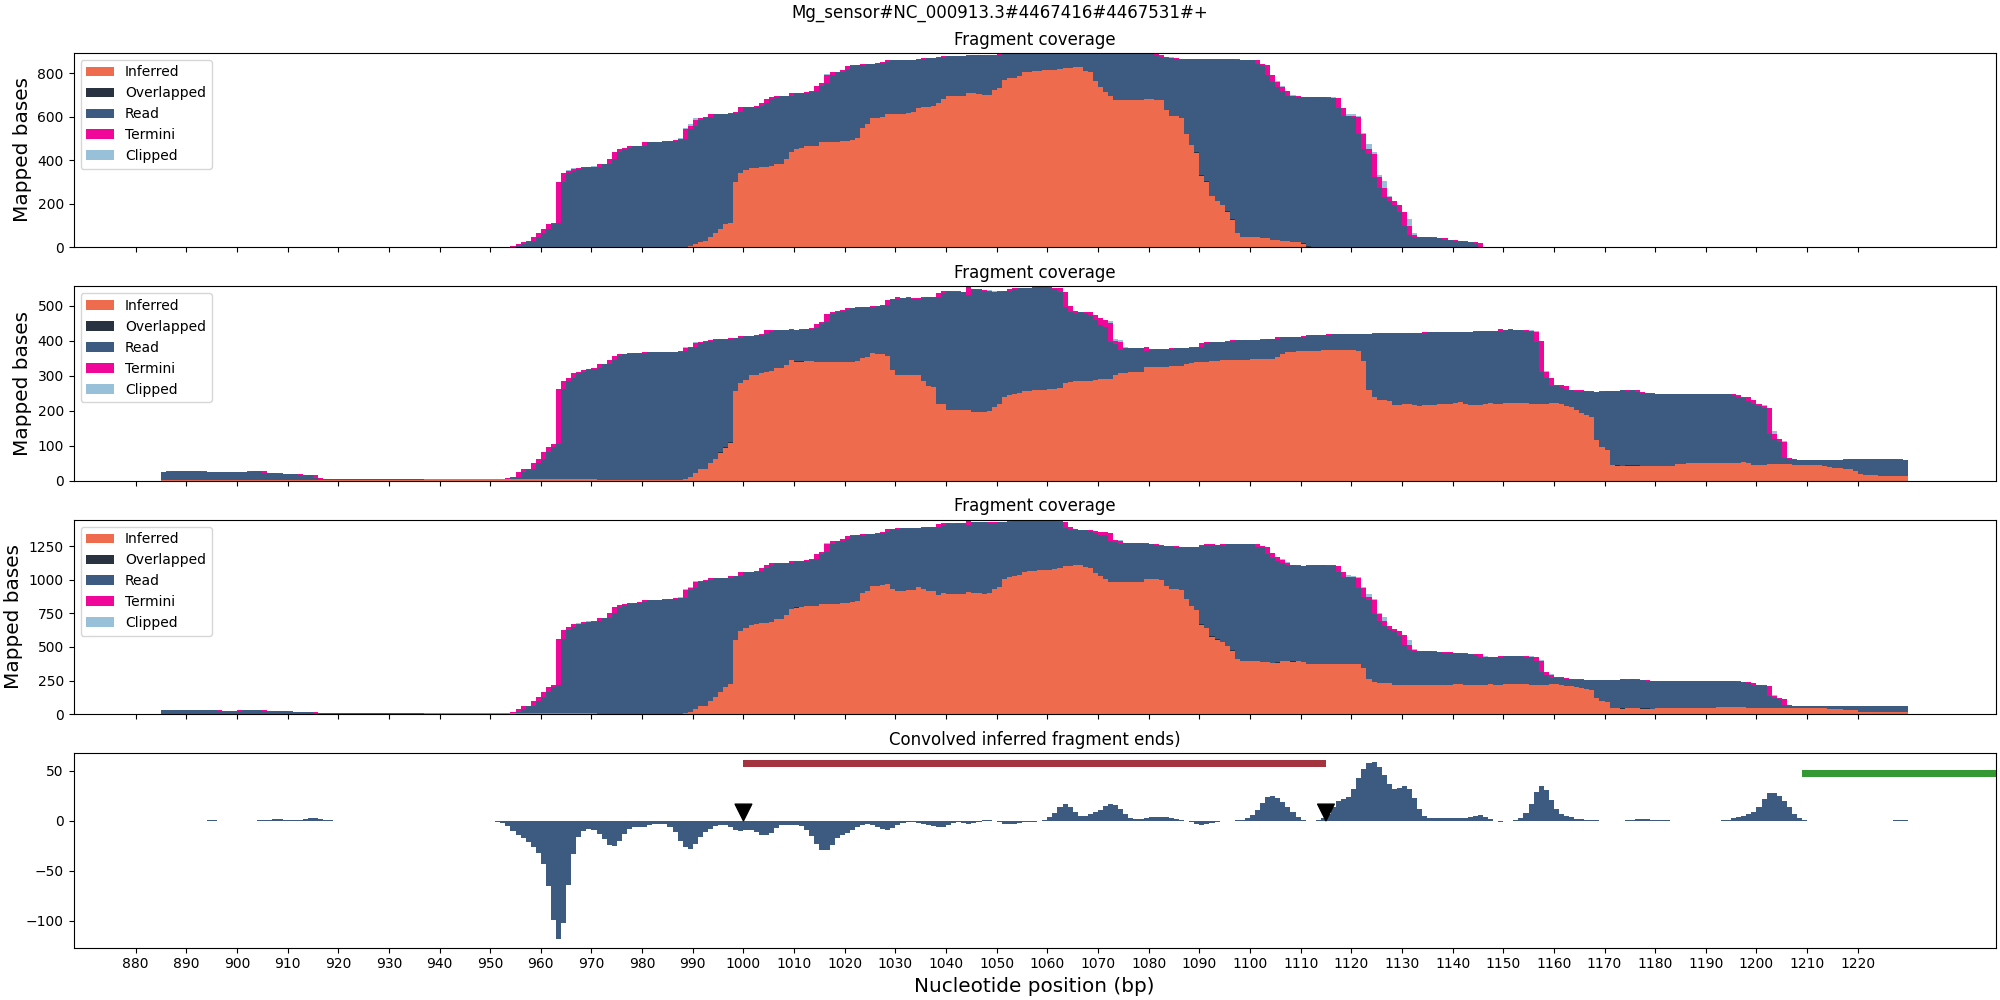 Mg_sensor#NC_000913.3#4467416#4467531#+
Fragment coverage
Mapped bases
800
600
400
200
0
Inferred
Overlapped
Read
Termini
Clipped
Fragment coverage
Mapped bases
500
400
300
200
100
0
Inferred
Overlapped
Read
Termini
Clipped
Fragment coverage
Mapped bases
1250
1000
750
500
250
0
Inferred
Overlapped
Read
Termini
Clipped
Convolved inferred fragment ends)
50
0
−50
−100
880 890 900 910 920 930 940 950 960 970 980 990 1000 1010 1020 1030 1040 1050 1060 1070 1080 1090 1100 1110 1120 1130 1140 1150 1160 1170 1180 1190 1200 1210 1220
Nucleotide position (bp)